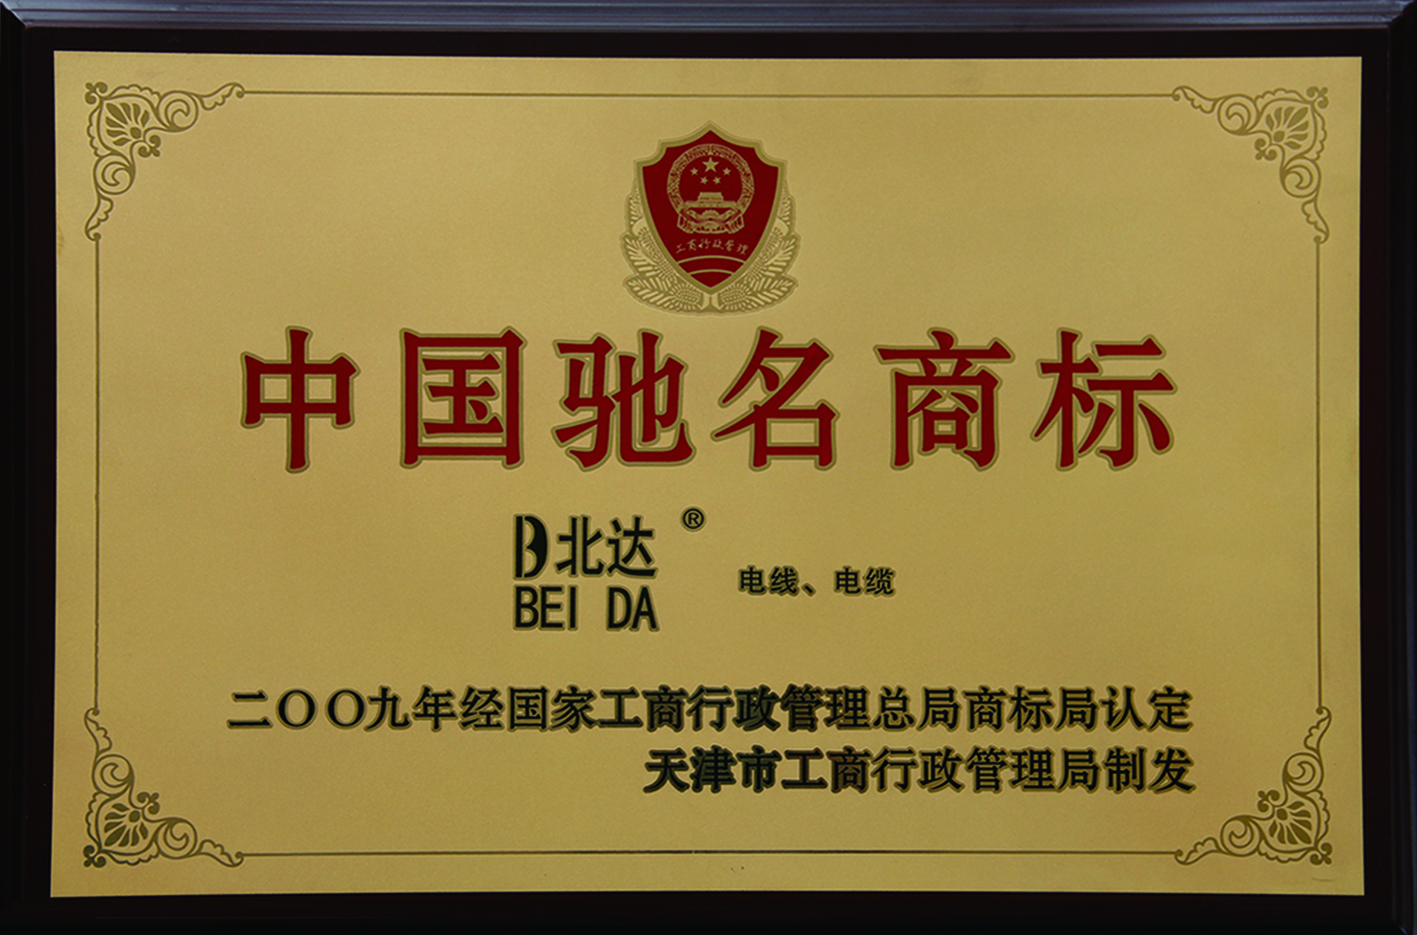 工商行政管理
中国驰名商标
北达®
BEI DA
电线、电缆
二〇〇九年经国家工商行政管理总局商标局认定
天津市工商行政管理局制发